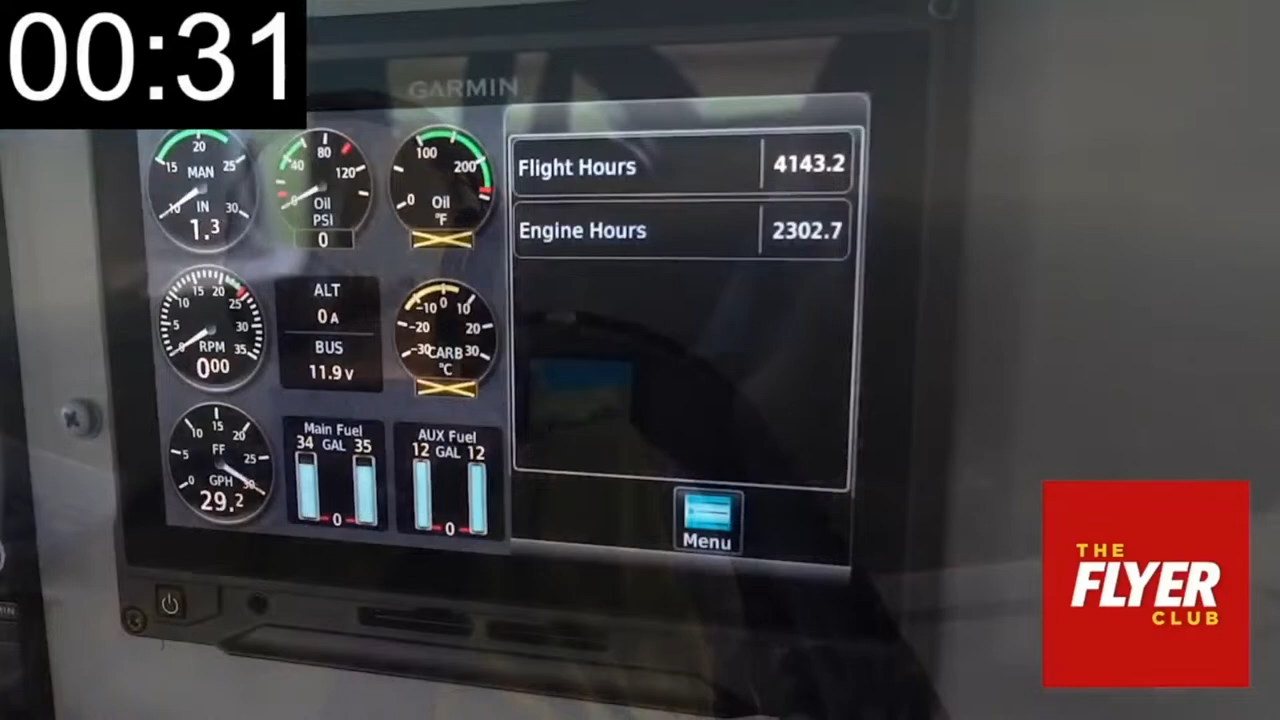 00:31
GARMIN
15 20 25
MAN
10 IN 30
1.3
40 80 120
0
Oil
PSI
0
100 200
0 Oil
°F
Flight Hours 4143.2
Engine Hours 2302.7
5 10 15 20 25 30 35
RPM
000
ALT
0 A
BUS
11.9 V
-30 -20 -10 0 10 20 30
CARB
°C
0 5 10 15 20 25 30
FF
GPH
29.2
Main Fuel
34 GAL 35
0
AUX Fuel
12 GAL 12
0
Menu
THE
FLYER
CLUB